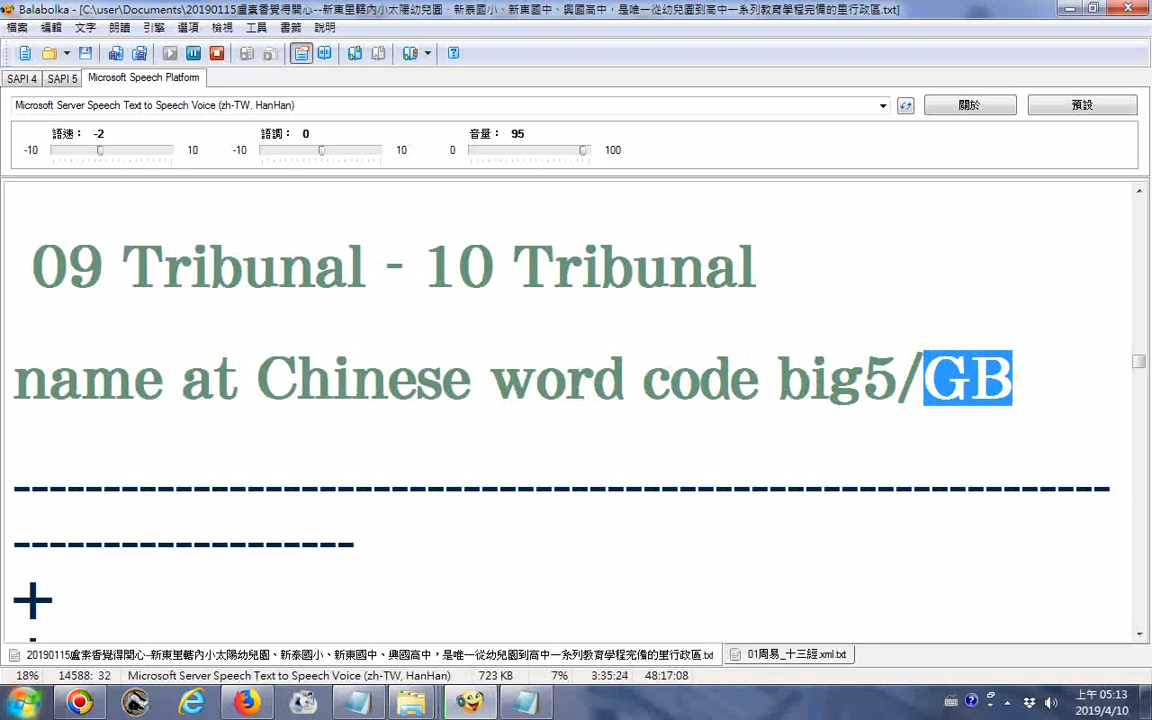 Balabolka - [C:\user\Documents\20190115盧素香覺得開心--新東里轄內小太陽幼兒園、新泰國小、新東國中、興國高中，是唯一從幼兒園到高中一系列教育學程完備的里行政區.txt]
檔案 編輯 文字 朗讀 引擎 選項 檢視 工具 書籤 說明
SAPI 4 SAPI 5 Microsoft Speech Platform
Microsoft Server Speech Text to Speech Voice (zh-TW, HanHan) 關於 預設
語速： -2 語調： 0 音量： 95
-10 10 -10 10 0 100
09 Tribunal - 10 Tribunal
name at Chinese word code big5/GB
-------------------------------------------------------------
-------------------
+
20190115盧素香覺得開心--新東里轄內小太陽幼兒園、新泰國小、新東國中、興國高中，是唯一從幼兒園到高中一系列教育學程完備的里行政區.txt 01周易_十三經.xml.txt
18% 14588: 32 Microsoft Server Speech Text to Speech Voice (zh-TW, HanHan) 723 KB 7% 3:35:24 48:17:08
上午 05:13
2019/4/10